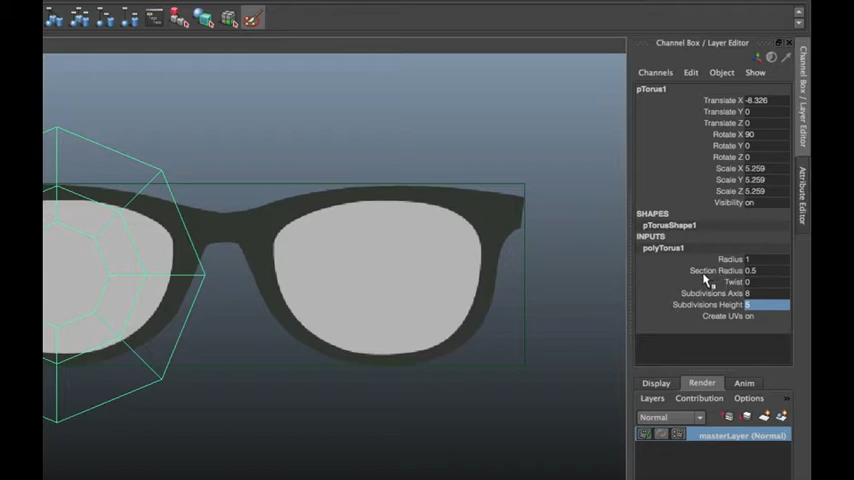 Channel Box / Layer Editor
Channels Edit Object Show
pTorus1
Translate X -8.326
Translate Y 0
Translate Z 0
Rotate X 90
Rotate Y 0
Rotate Z 0
Scale X 5.259
Scale Y 5.259
Scale Z 5.259
Visibility on
SHAPES
pTorusShape1
INPUTS
polyTorus1
Radius 1
Section Radius 0.5
Twist 0
Subdivisions Axis 8
Subdivisions Height 5
Create UVs on
Display Render Anim
Layers Contribution Options »
Normal
masterLayer (Normal)
Channel Box / Layer Editor
Attribute Editor